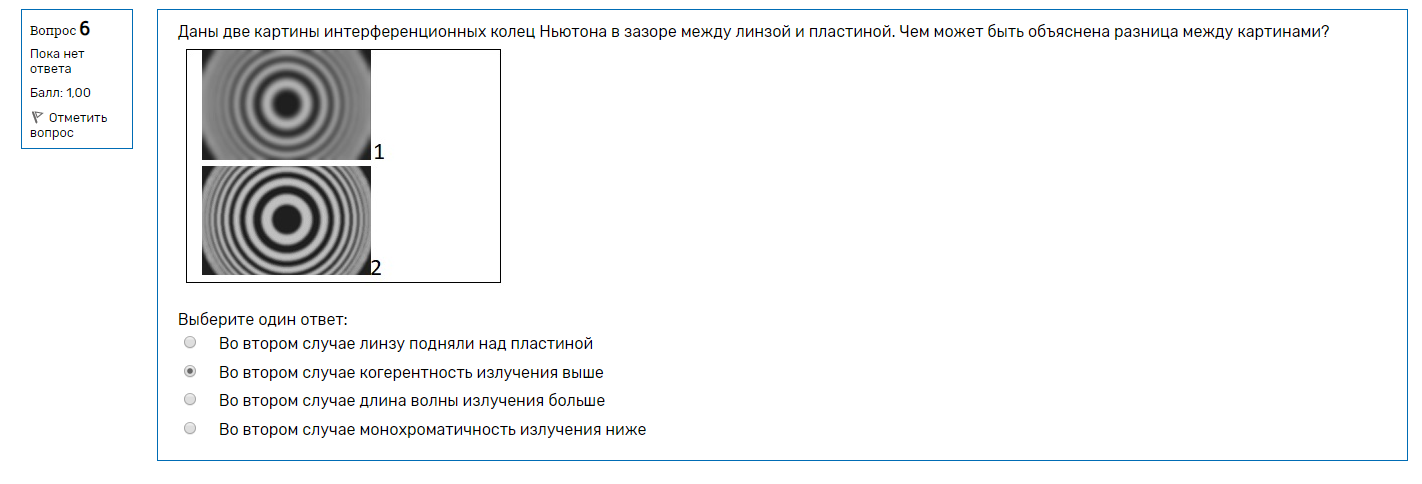 Вопрос 6
Пока нет
ответа
Балл: 1,00
Отметить
вопрос
Даны две картины интерференционных колец Ньютона в зазоре между линзой и пластиной. Чем может быть объяснена разница между картинами?
1
2
Выберите один ответ:
Во втором случае линзу подняли над пластиной
Во втором случае когерентность излучения выше
Во втором случае длина волны излучения больше
Во втором случае монохроматичность излучения ниже